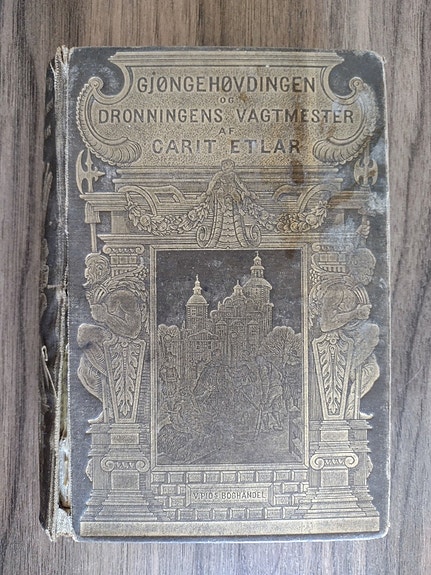 GJØNGEHØVDINGEN
OG
DRONNINGENS VAGTMESTER
AF
CARIT ETLAR
V. PIOS BOGHANDEL